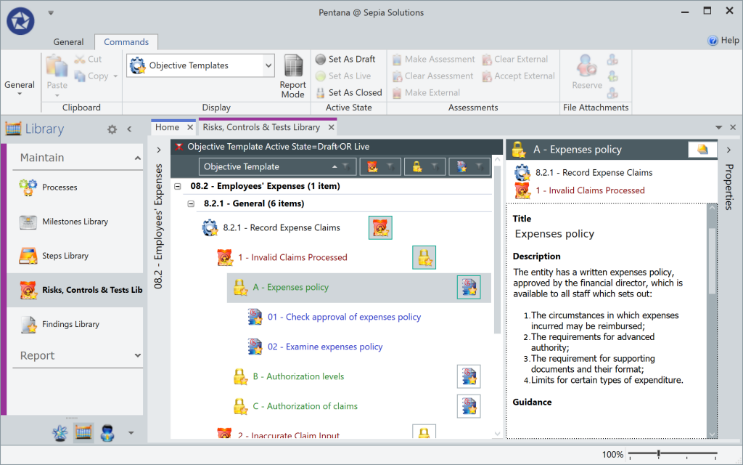 Pentana @ Sepia Solutions
General
Commands
Help
General
Paste
Cut
Copy
Clipboard
Objective Templates
Report Mode
Display
Set As Draft
Set As Live
Set As Closed
Active State
Make Assessment
Clear Assessment
Make External
Clear External
Accept External
Assessments
Reserve
File Attachments
Library
Maintain
Processes
Milestones Library
Steps Library
Risks, Controls & Tests Lib
Findings Library
Report
Home
Risks, Controls & Tests Library
08.2 - Employees' Expenses
Objective Template Active State=Draft OR Live
Objective Template
08.2 - Employees' Expenses (1 item)
8.2.1 - General (6 items)
8.2.1 - Record Expense Claims
1 - Invalid Claims Processed
A - Expenses policy
01 - Check approval of expenses policy
02 - Examine expenses policy
B - Authorization levels
C - Authorization of claims
2 - Inaccurate Claim Input
A - Expenses policy
8.2.1 - Record Expense Claims
1 - Invalid Claims Processed
Title
Expenses policy
Description
The entity has a written expenses policy,
approved by the financial director, which is
available to all staff which sets out:
1.The circumstances in which expenses
incurred may be reimbursed;
2.The requirements for advanced
authority;
3.The requirement for supporting
documents and their format;
4.Limits for certain types of expenditure.
Guidance
Properties
100%